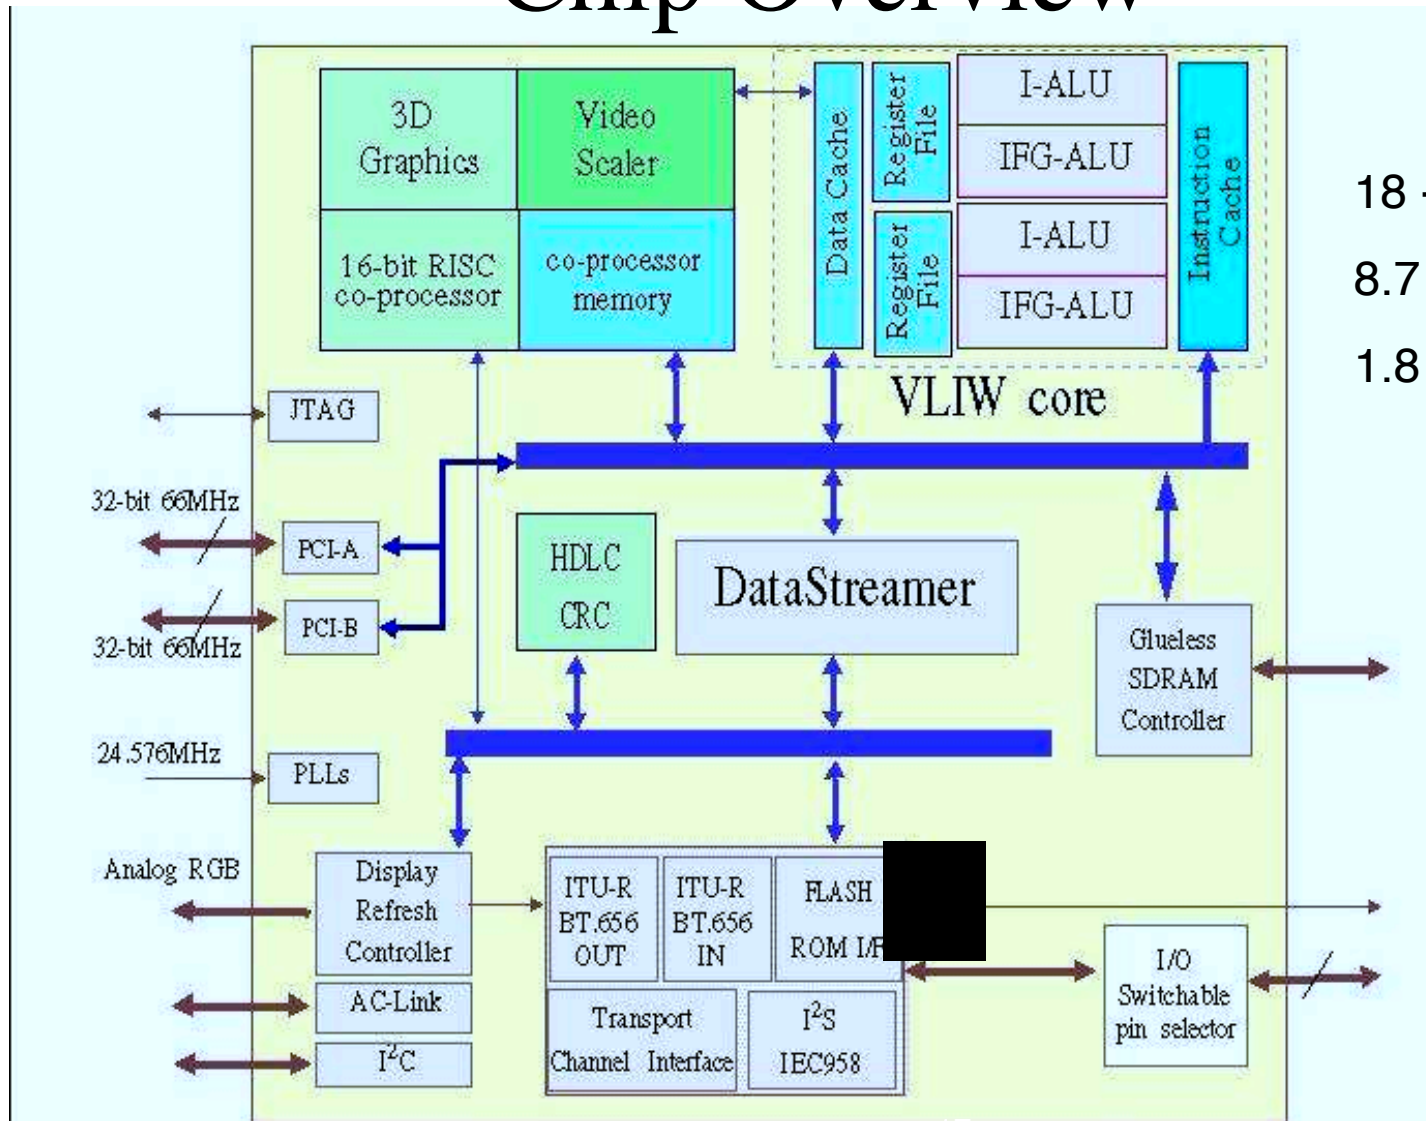 Chip Overview
3D
Graphics
Video
Scaler
16-bit RISC
co-processor
co-processor
memory
Data Cache
Register
File
Register
File
I-ALU
IFG-ALU
I-ALU
IFG-ALU
Instruction
Cache
VLIW core
18
8.7
1.8
JTAG
32-bit 66MHz
PCI-A
PCI-B
32-bit 66MHz
HDLC
CRC
DataStreamer
Glueless
SDRAM
Controller
24.576MHz
PLLs
Analog RGB
Display
Refresh
Controller
AC-Link
I²C
ITU-R
BT.656
OUT
ITU-R
BT.656
IN
FLASH
ROM I/F
Transport
Channel Interface
I²S
IEC958
I/O
Switchable
pin selector